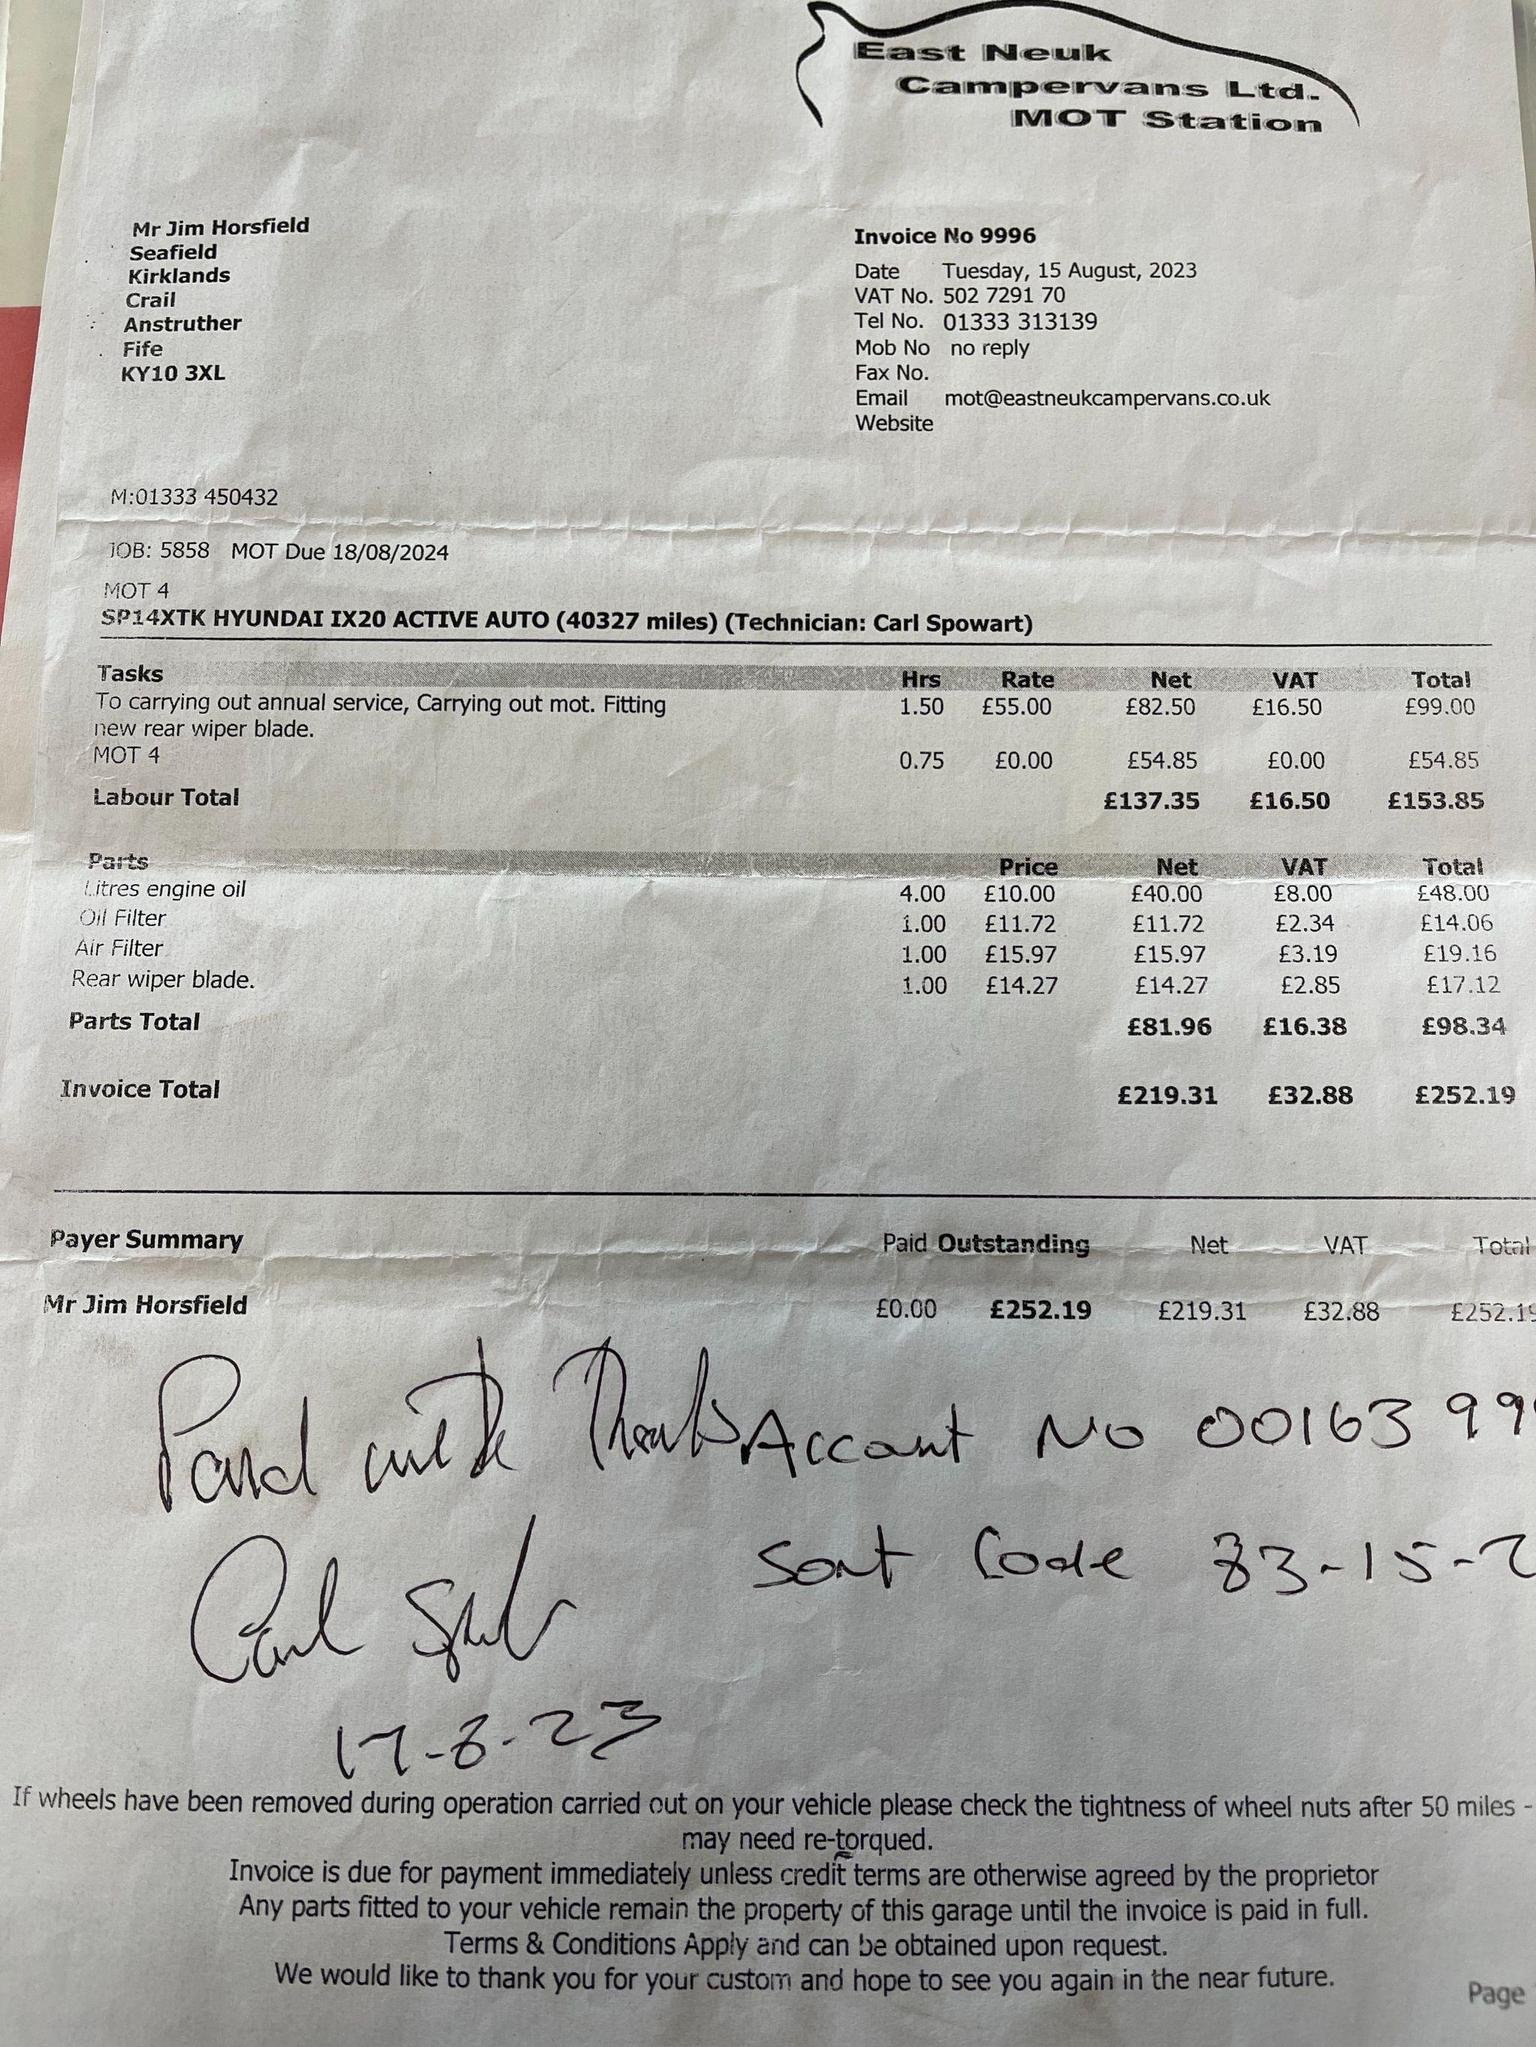 East Neuk
Campervans Ltd.
MOT Station
Mr Jim Horsfield
Seafield
Kirklands
Crail
Anstruther
Fife
KY10 3XL
Invoice No 9996
Date Tuesday, 15 August, 2023
VAT No. 502 7291 70
Tel No. 01333 313139
Mob No no reply
Fax No.
Email mot@eastneukcampervans.co.uk
Website
M:01333 450432
JOB: 5858 MOT Due 18/08/2024
MOT 4
SP14XTK HYUNDAI IX20 ACTIVE AUTO (40327 miles) (Technician: Carl Spowart)
Tasks Hrs Rate Net VAT Total
To carrying out annual service, Carrying out mot. Fitting 1.50 £55.00 £82.50 £16.50 £99.00
new rear wiper blade.
MOT 4 0.75 £0.00 £54.85 £0.00 £54.85
Labour Total £137.35 £16.50 £153.85
Parts Price Net VAT Total
Litres engine oil 4.00 £10.00 £40.00 £8.00 £48.00
Oil Filter 1.00 £11.72 £11.72 £2.34 £14.06
Air Filter 1.00 £15.97 £15.97 £3.19 £19.16
Rear wiper blade. 1.00 £14.27 £14.27 £2.85 £17.12
Parts Total £81.96 £16.38 £98.34
Invoice Total £219.31 £32.88 £252.19
Payer Summary Paid Outstanding Net VAT Total
Mr Jim Horsfield £0.00 £252.19 £219.31 £32.88 £252.19
Paid with Thanks Account No 00163 99
Carl Sort Code 83-15-2
17-8-23
If wheels have been removed during operation carried out on your vehicle please check the tightness of wheel nuts after 50 miles -
may need re-torqued.
Invoice is due for payment immediately unless credit terms are otherwise agreed by the proprietor
Any parts fitted to your vehicle remain the property of this garage until the invoice is paid in full.
Terms & Conditions Apply and can be obtained upon request.
We would like to thank you for your custom and hope to see you again in the near future.
Page